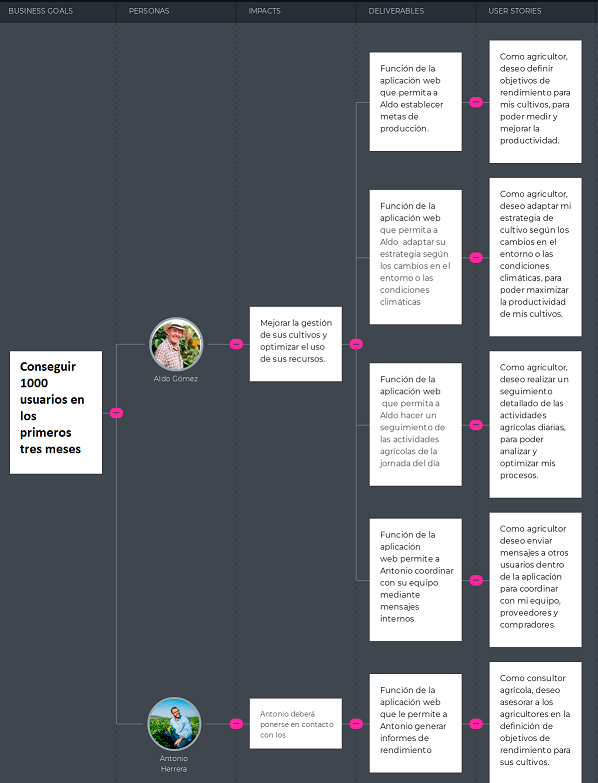 BUSINESS GOALS
PERSONAS
IMPACTS
DELIVERABLES
USER STORIES
Conseguir
1000
usuarios en
los
primeros
tres meses
Aldo Gómez
Mejorar la gestión
de sus cultivos y
optimizar el uso
de sus recursos.
Función de la
aplicación web
que permita a
Aldo establecer
metas de
producción.
Como agricultor,
deseo definir
objetivos de
rendimiento para
mis cultivos, para
poder medir y
mejorar la
productividad.
Función de la
aplicación web
que permita a
Aldo adaptar su
estrategia según
los cambios en el
entorno o las
condiciones
climáticas
Como agricultor,
deseo adaptar mi
estrategia de
cultivo según los
cambios en el
entorno o las
condiciones
climáticas, para
poder maximizar
la productividad
de mis cultivos.
Función de la
aplicación web
que permita a
Aldo hacer un
seguimiento de
las actividades
agrícolas de la
jornada del día
Como agricultor,
deseo realizar un
seguimiento
detallado de las
actividades
agrícolas diarias,
para poder
analizar y
optimizar mis
procesos.
Función de la
aplicación
web permite a
Antonio coordinar
con su equipo
mediante
mensajes
internos
Como agricultor
deseo enviar
mensajes a otros
usuarios dentro
de la aplicación
para coordinar
con mi equipo,
proveedores y
compradores
Antonio
Herrera
Antonio deberá
ponerse en contacto
con los
Función de la
aplicación web
que le permite a
Antonio generar
informes de
rendimiento
Como consultor
agrícola, deseo
asesorar a los
agricultores en la
definición de
objetivos de
rendimiento para
sus cultivos.